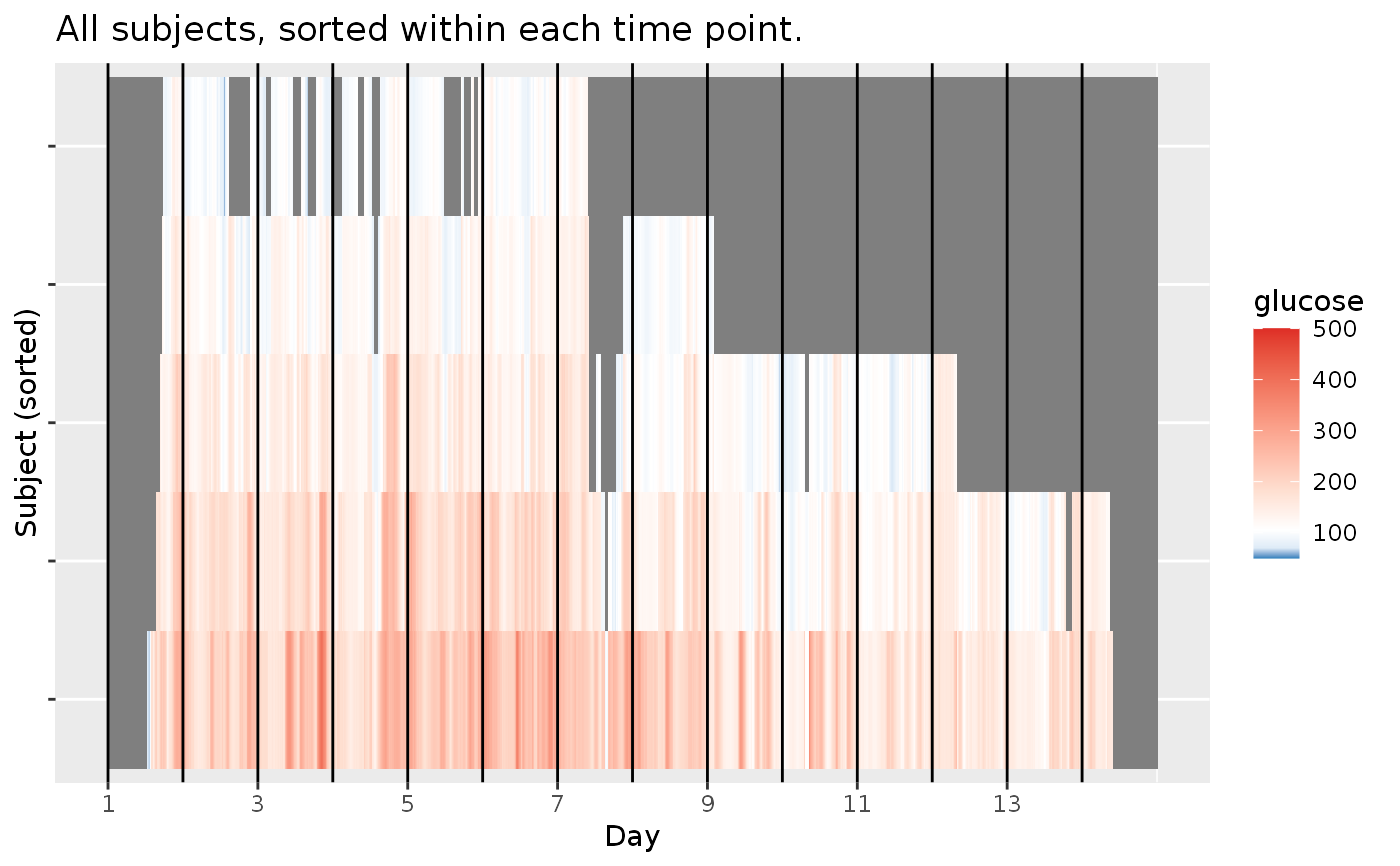 All subjects, sorted within each time point.
Subject (sorted)
glucose
500
400
300
200
100
1 3 5 7 9 11 13
Day